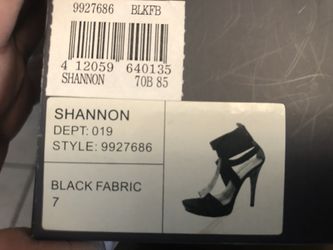 9927686 BLKFB
4 12059 640135
SHANNON 70B 85
SHANNON
DEPT: 019
STYLE: 9927686
BLACK FABRIC
7